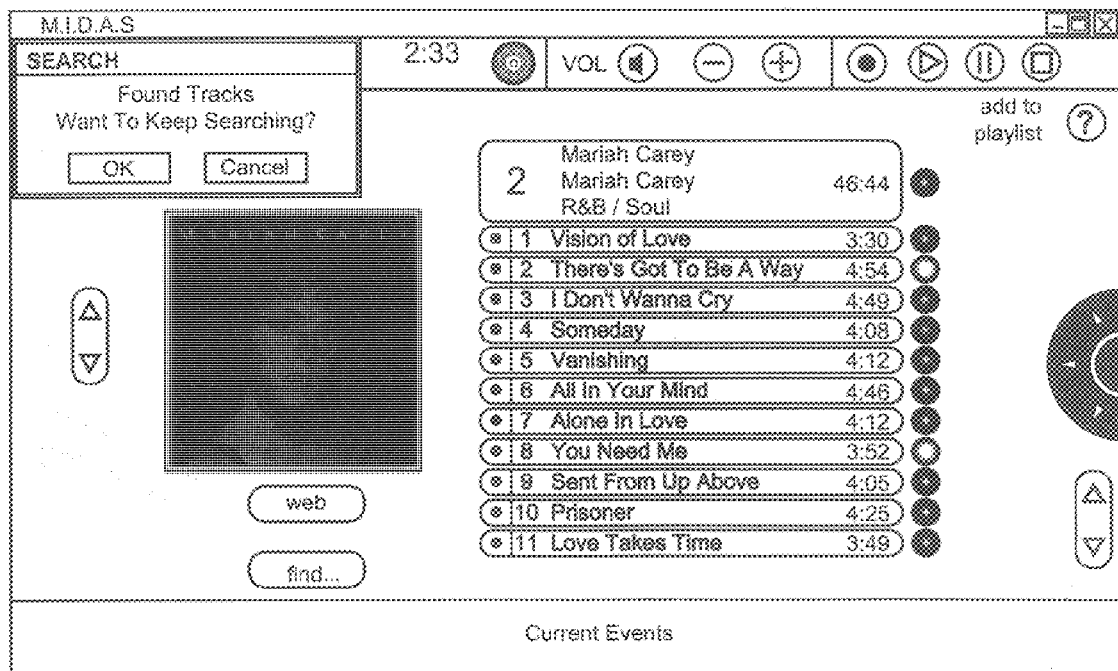 M.I.D.A.S
SEARCH
Found Tracks
Want To Keep Searching?
OK Cancel
2:33
VOL
add to
playlist
?
2
Mariah Carey
Mariah Carey
R&B / Soul
46:44
1 Vision of Love 3:30
2 There's Got To Be A Way 4:54
3 I Don't Wanna Cry 4:49
4 Someday 4:08
5 Vanishing 4:12
6 All In Your Mind 4:46
7 Alone In Love 4:12
8 You Need Me 3:52
9 Sent From Up Above 4:05
10 Prisoner 4:25
11 Love Takes Time 3:49
web
find...
Current Events